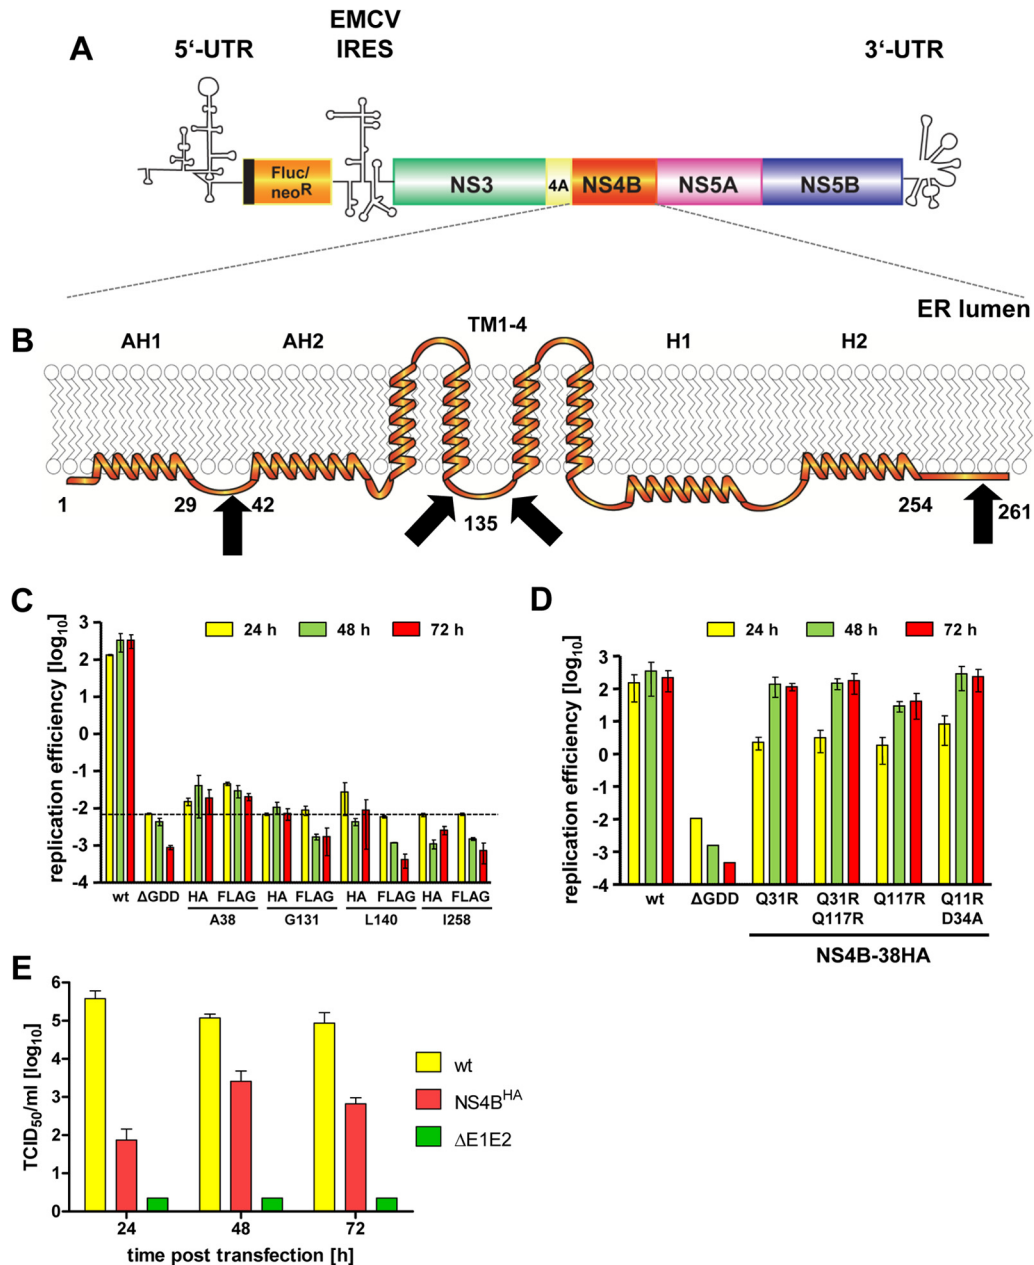 A
5‘-UTR
EMCV
IRES
3‘-UTR
Fluc/
neoR
NS3
4A
NS4B
NS5A
NS5B
ER lumen
B
AH1
AH2
TM1-4
H1
H2
1
29
42
135
254
261
C
replication efficiency [log10]
24 h
48 h
72 h
3
2
1
0
-1
-2
-3
-4
wt
ΔGDD
HA FLAG
HA FLAG
HA FLAG
HA FLAG
A38
G131
L140
I258
D
replication efficiency [log10]
24 h
48 h
72 h
3
2
1
0
-1
-2
-3
-4
wt
ΔGDD
Q31R
Q31R
Q117R
Q117R
Q11R
D34A
NS4B-38HA
E
TCID50/ml [log10]
6
5
4
3
2
1
0
24
48
72
time post transfection [h]
wt
NS4BHA
ΔE1E2